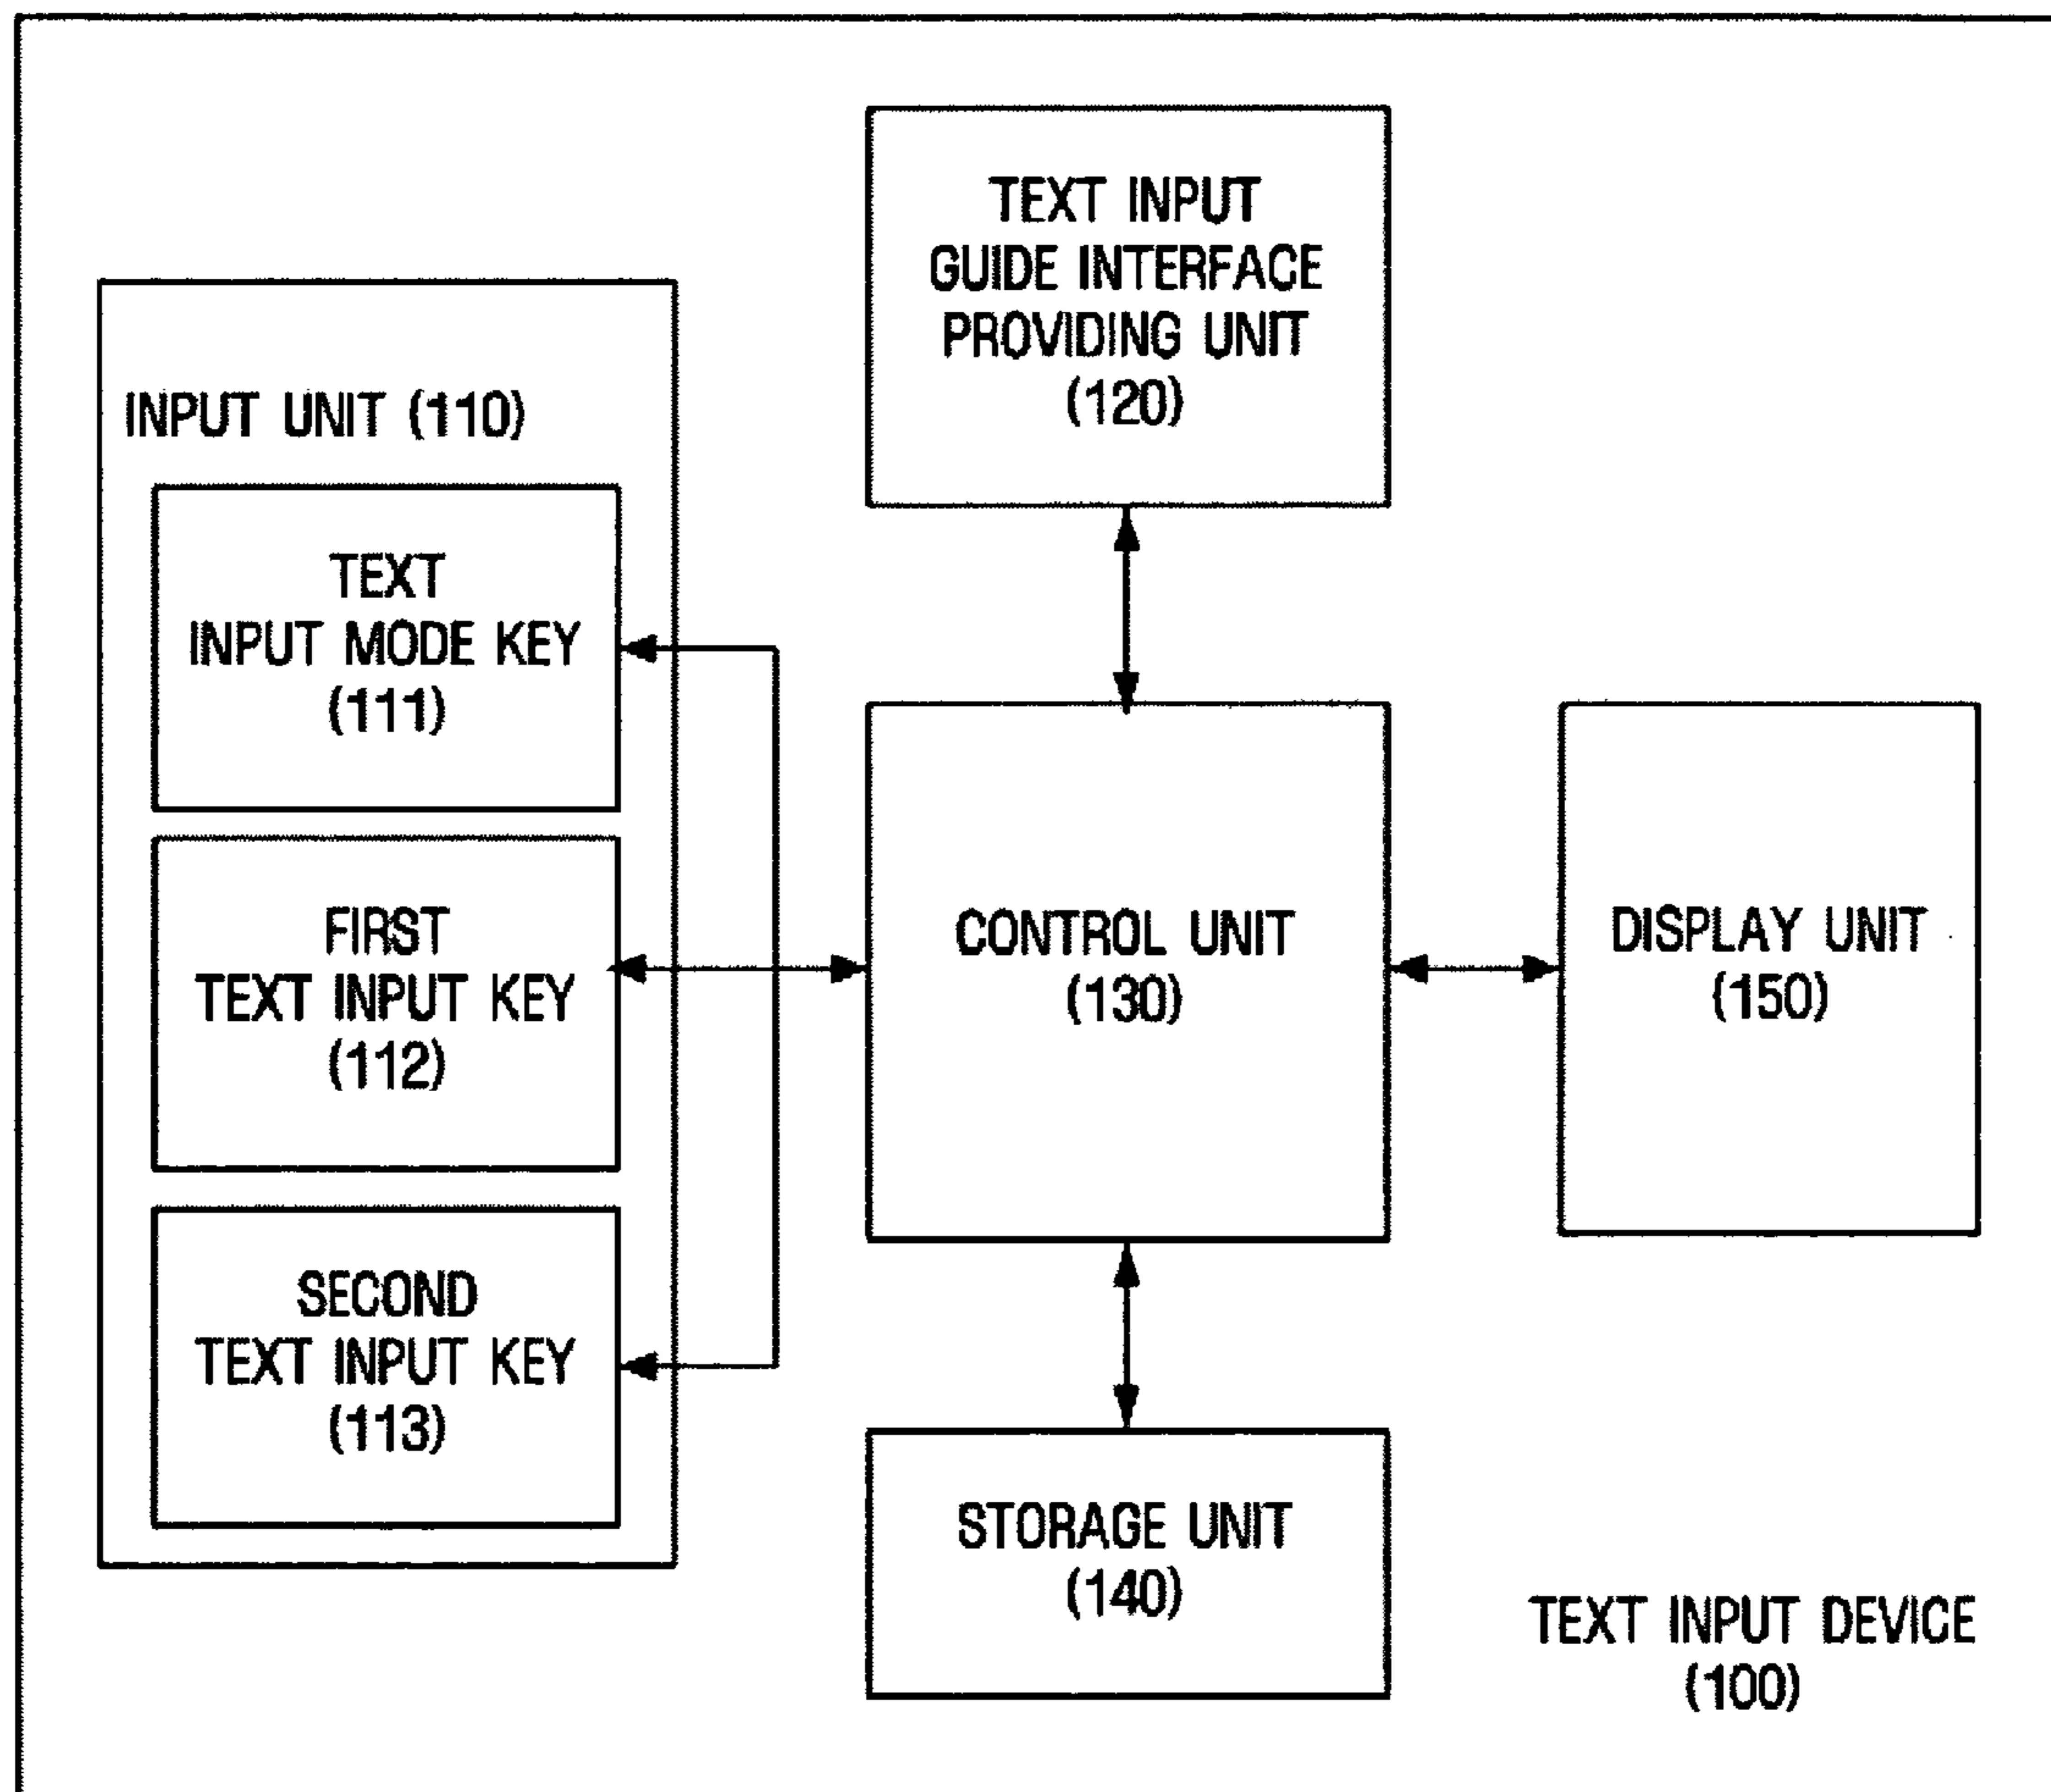 TEXT INPUT
GUIDE INTERFACE
PROVIDING UNIT
(120)
INPUT UNIT (110)
TEXT
INPUT MODE KEY
(111)
FIRST
TEXT INPUT KEY
(112)
SECOND
TEXT INPUT KEY
(113)
CONTROL UNIT
(130)
DISPLAY UNIT
(150)
STORAGE UNIT
(140)
TEXT INPUT DEVICE
(100)